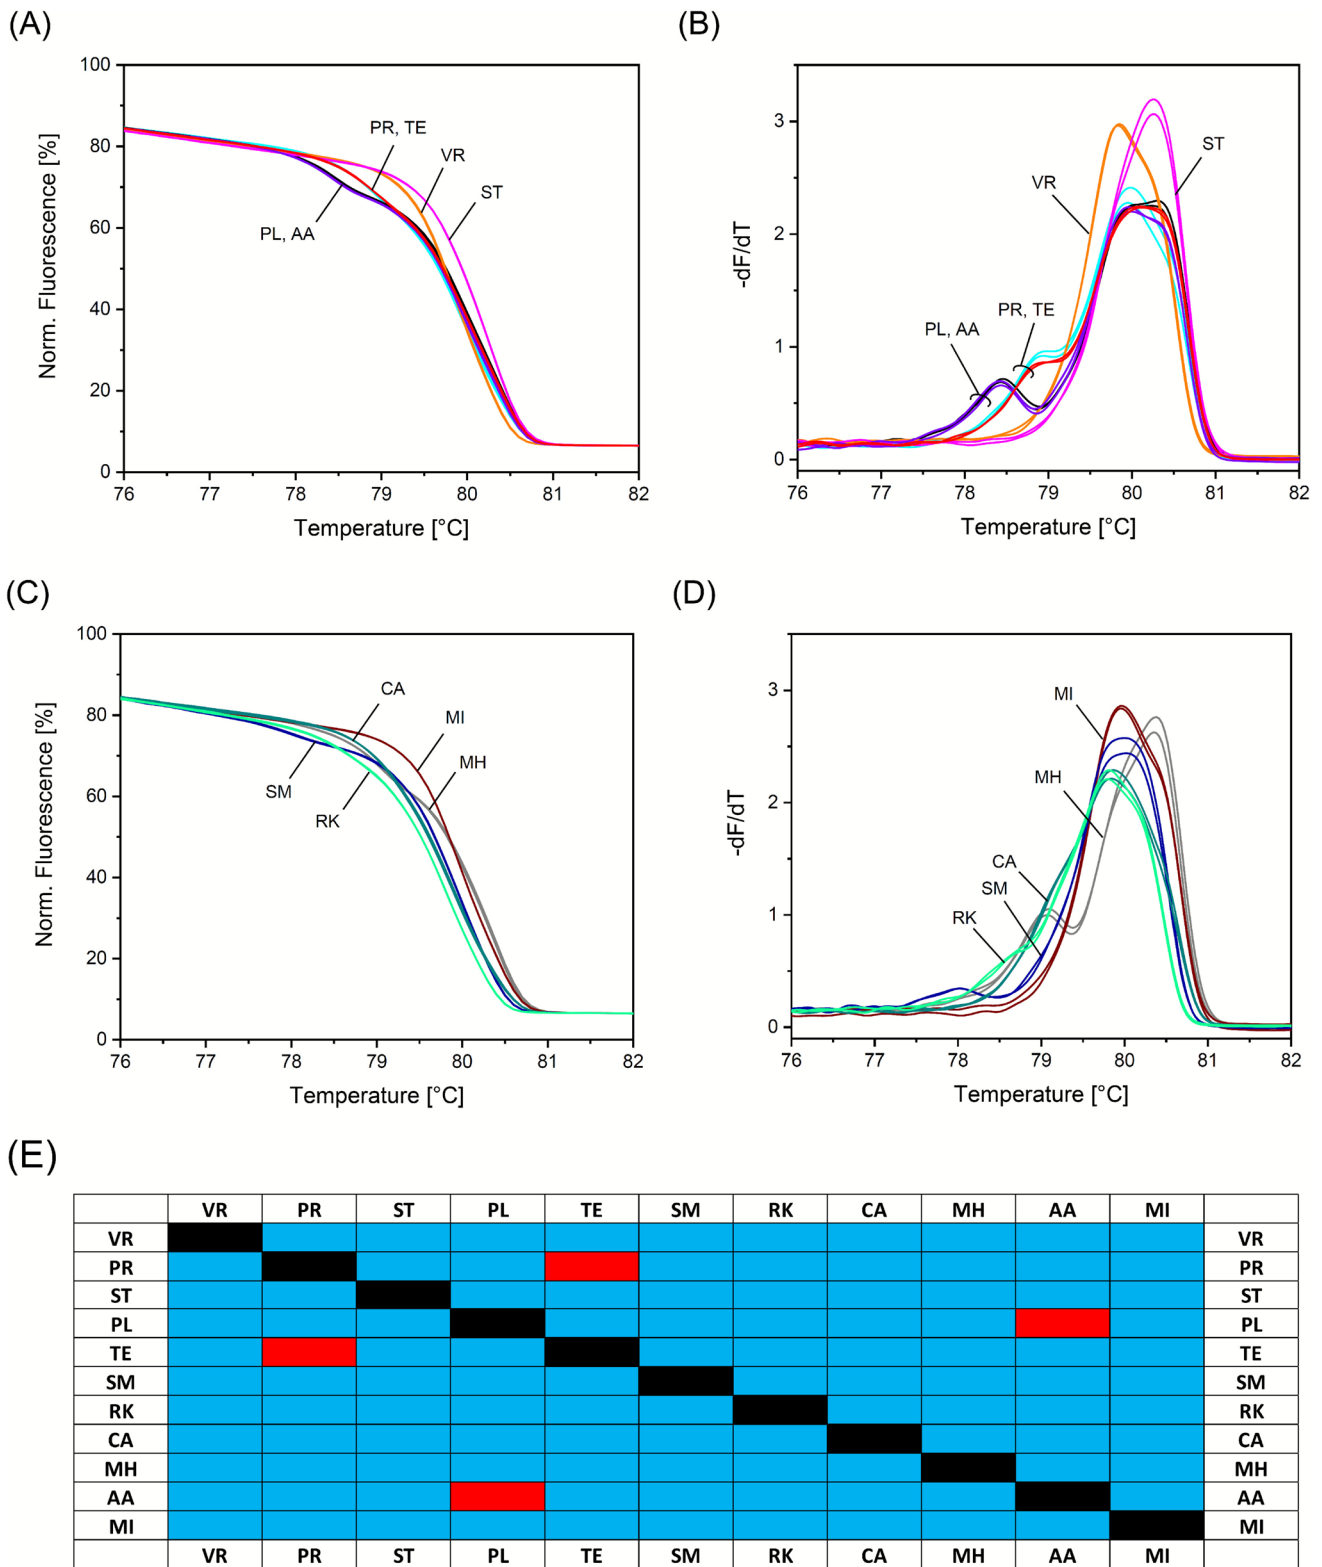 (A)
(B)
100
80
60
40
20
0
Norm. Fluorescence [%]
PR, TE
VR
ST
PL, AA
76 77 78 79 80 81 82
Temperature [°C]
3
2
1
0
-dF/dT
ST
VR
PR, TE
PL, AA
76 77 78 79 80 81 82
Temperature [°C]
(C)
(D)
100
80
60
40
20
0
Norm. Fluorescence [%]
CA
MI
MH
SM
RK
76 77 78 79 80 81 82
Temperature [°C]
3
2
1
0
-dF/dT
MI
MH
CA
SM
RK
76 77 78 79 80 81 82
Temperature [°C]
(E)
VR PR ST PL TE SM RK CA MH AA MI
VR VR
PR PR
ST ST
PL PL
TE TE
SM SM
RK RK
CA CA
MH MH
AA AA
MI MI
VR PR ST PL TE SM RK CA MH AA MI